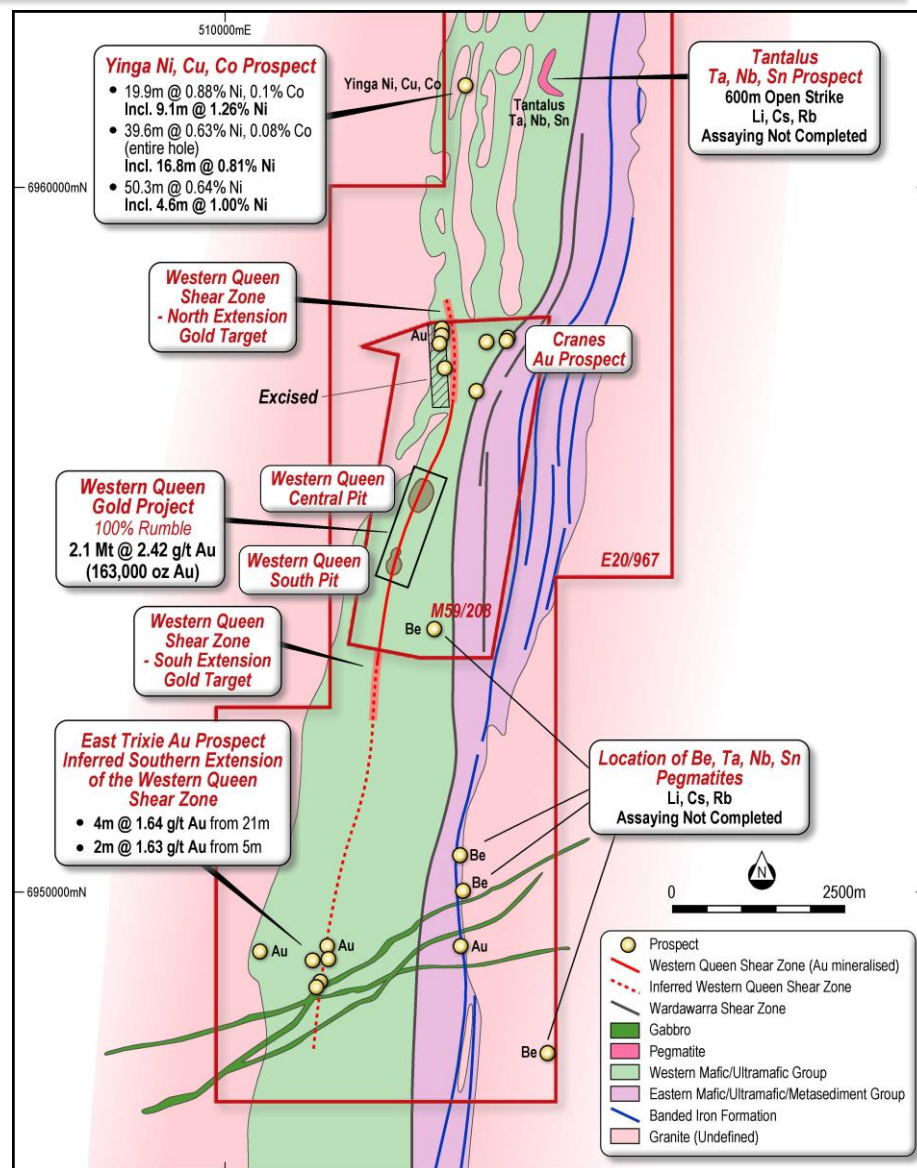 510000mE
Yinga Ni, Cu, Co Prospect
• 19.9m @ 0.88% Ni, 0.1% Co
Incl. 9.1m @ 1.26% Ni
• 39.6m @ 0.63% Ni, 0.08% Co
(entire hole)
Incl. 16.8m @ 0.81% Ni
• 50.3m @ 0.64% Ni
Incl. 4.6m @ 1.00% Ni
Yinga Ni, Cu, Co
Tantalus
Ta, Nb, Sn
Tantalus
Ta, Nb, Sn Prospect
600m Open Strike
Li, Cs, Rb
Assaying Not Completed
6960000mN
Western Queen
Shear Zone
- North Extension
Gold Target
Au
Cranes
Au Prospect
Excised
Western Queen
Central Pit
Western Queen
Gold Project
100% Rumble
2.1 Mt @ 2.42 g/t Au
(163,000 oz Au)
Western Queen
South Pit
E20/967
M59/208
Be
Western Queen
Shear Zone
- Souh Extension
Gold Target
East Trixie Au Prospect
Inferred Southern Extension
of the Western Queen
Shear Zone
• 4m @ 1.64 g/t Au from 21m
• 2m @ 1.63 g/t Au from 5m
Location of Be, Ta, Nb, Sn
Pegmatites
Li, Cs, Rb
Assaying Not Completed
Be
Be
6950000mN
N
0
2500m
Au
Au
Au
Be
Prospect
Western Queen Shear Zone (Au mineralised)
Inferred Western Queen Shear Zone
Wardawarra Shear Zone
Gabbro
Pegmatite
Western Mafic/Ultramafic Group
Eastern Mafic/Ultramafic/Metasediment Group
Banded Iron Formation
Granite (Undefined)